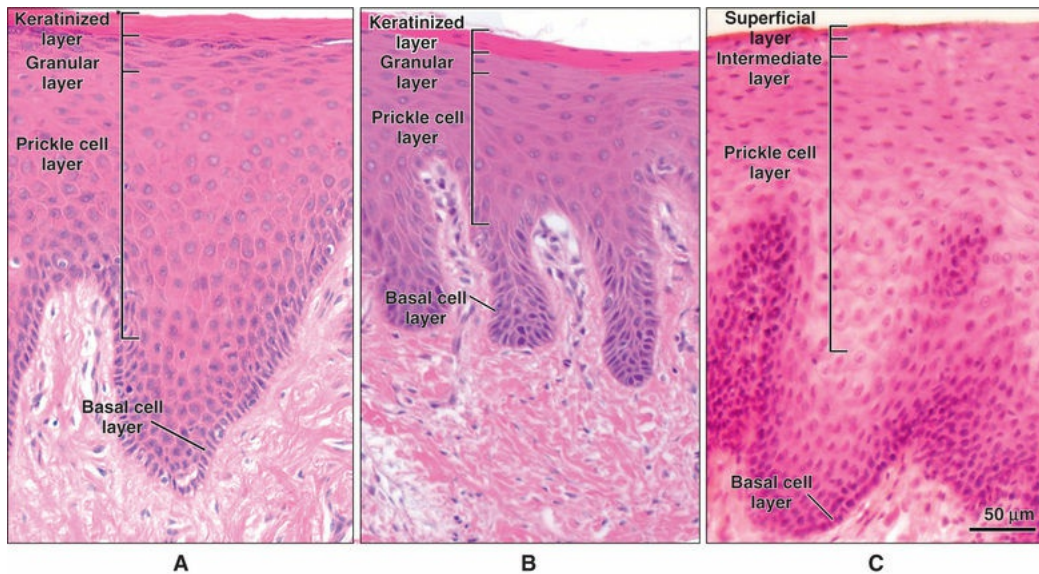 Keratinized
layer
Granular
layer
Prickle cell
layer
Basal cell
layer
A
Keratinized
layer
Granular
layer
Prickle cell
layer
Basal cell
layer
B
Superficial
layer
Intermediate
layer
Prickle cell
layer
Basal cell
layer
50 μm
C